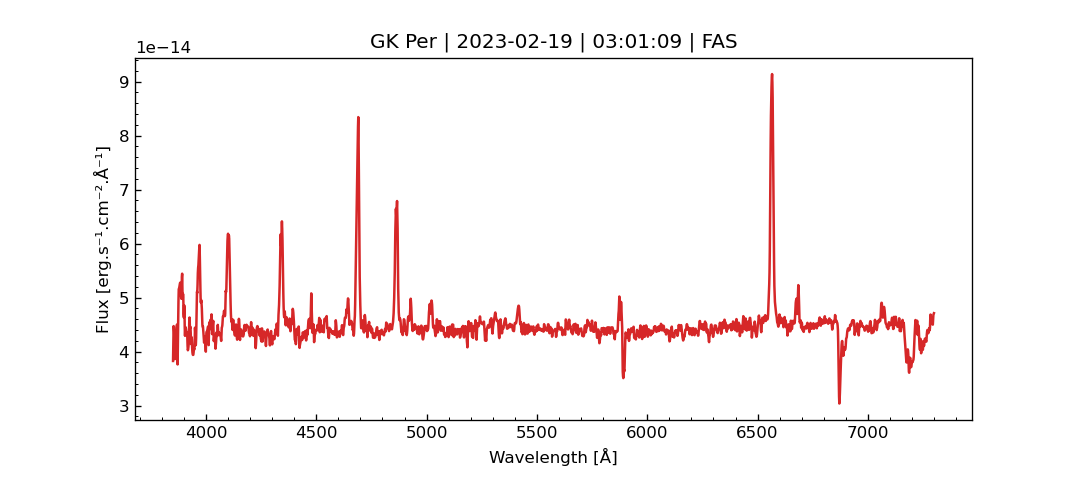 GK Per | 2023-02-19 | 03:01:09 | FAS
1e−14
9
8
7
6
5
4
3
Flux [erg.s⁻¹.cm⁻².Å⁻¹]
4000 4500 5000 5500 6000 6500 7000
Wavelength [Å]